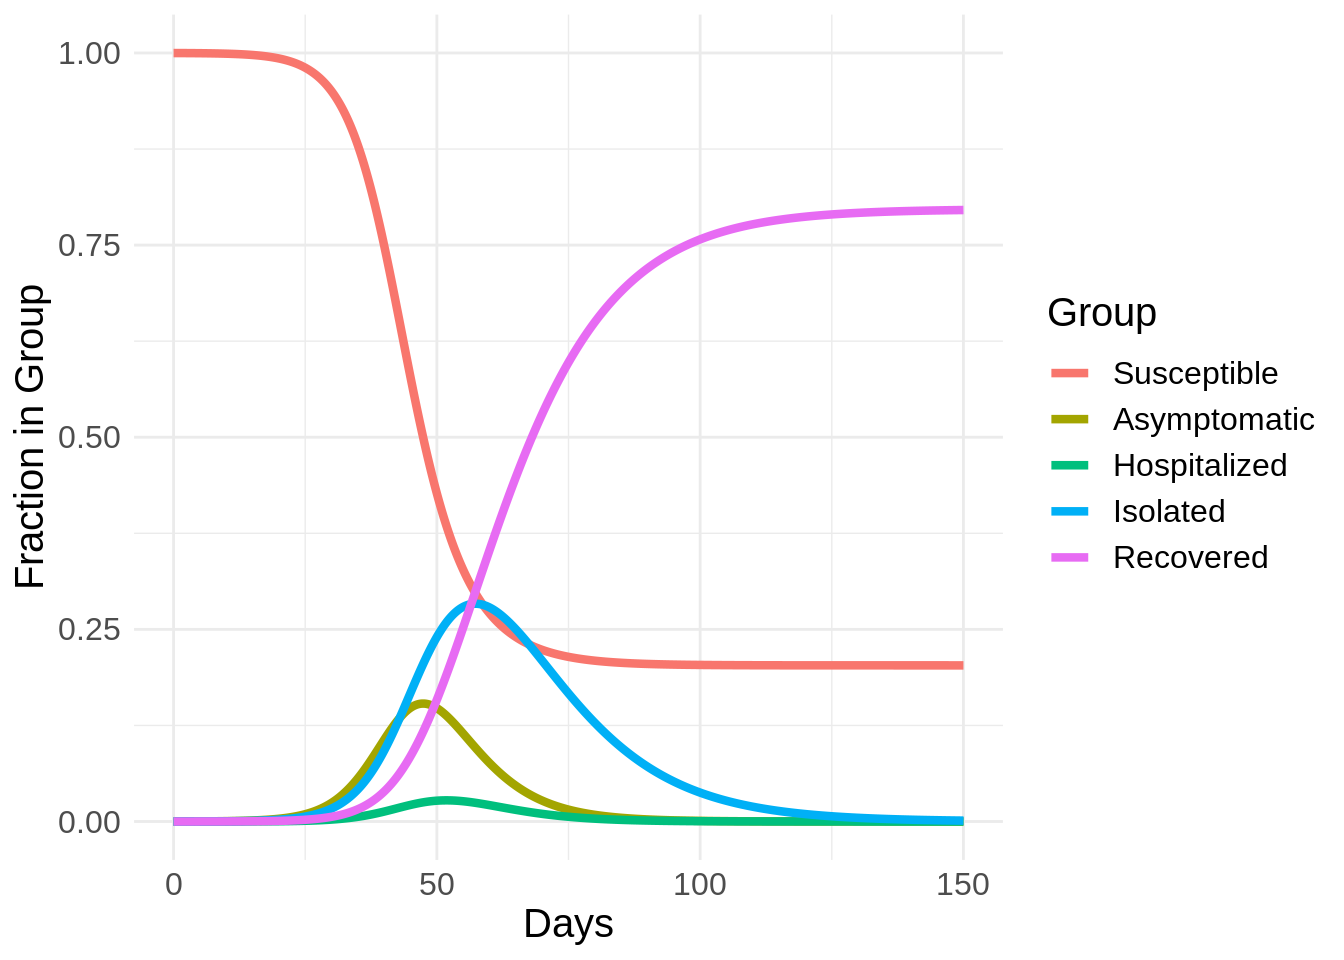 1.00
0.75
0.50
0.25
0.00
Fraction in Group
0 50 100 150
Days
Group
Susceptible
Asymptomatic
Hospitalized
Isolated
Recovered